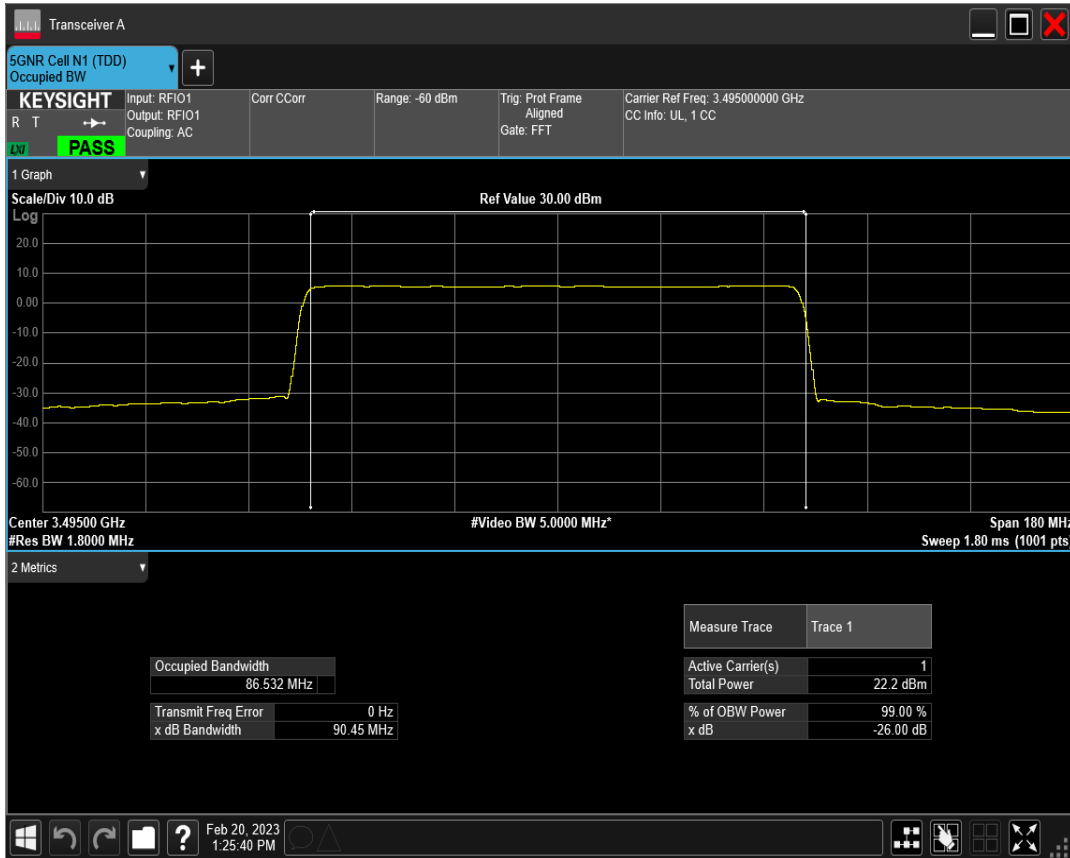 Transceiver A
5GNR Cell N1 (TDD)
Occupied BW
+
KEYSIGHT
R T
LXI
PASS
Input: RFIO1
Output: RFIO1
Coupling: AC
Corr CCorr
Range: -60 dBm
Trig: Prot Frame
Aligned
Gate: FFT
Carrier Ref Freq: 3.495000000 GHz
CC Info: UL, 1 CC
1 Graph
Scale/Div 10.0 dB
Ref Value 30.00 dBm
Log
20.0
10.0
0.00
-10.0
-20.0
-30.0
-40.0
-50.0
-60.0
Center 3.49500 GHz
#Video BW 5.0000 MHz*
Span 180 MHz
#Res BW 1.8000 MHz
Sweep 1.80 ms (1001 pts)
2 Metrics
Measure Trace Trace 1
Occupied Bandwidth
86.532 MHz
Active Carrier(s) 1
Total Power 22.2 dBm
Transmit Freq Error 0 Hz
x dB Bandwidth 90.45 MHz
% of OBW Power 99.00 %
x dB -26.00 dB
?
Feb 20, 2023
1:25:40 PM